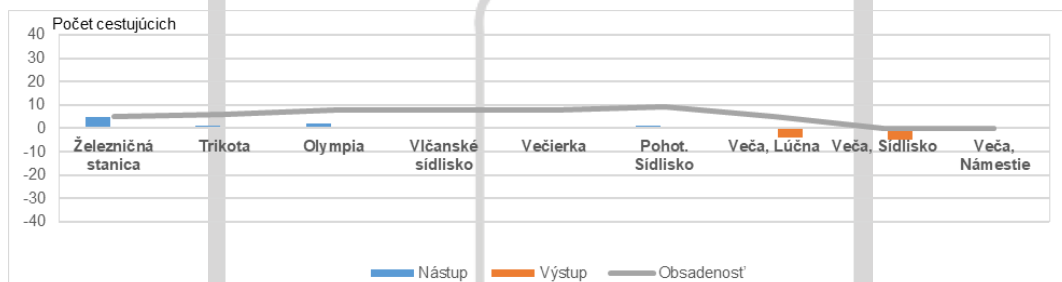 Počet cestujúcich
40
30
20
10
0
-10
-20
-30
-40
Železničná
stanica
Trikota
Olympia
Vlčanské
sídlisko
Večierka
Pohot.
Sídlisko
Veča, Lúčna
Veča, Sídlisko
Veča,
Námestie
Nástup
Výstup
Obsadenosť